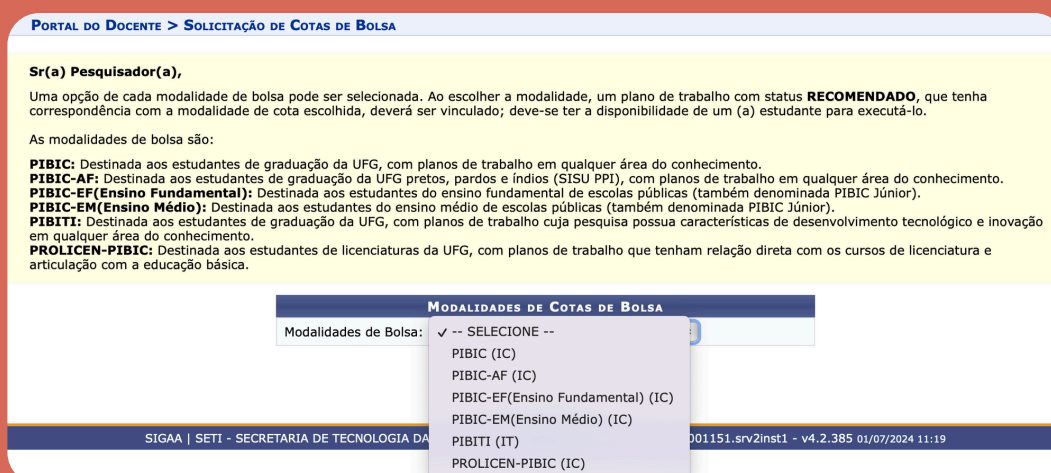 PORTAL DO DOCENTE > SOLICITAÇÃO DE COTAS DE BOLSA
Sr(a) Pesquisador(a),
Uma opção de cada modalidade de bolsa pode ser selecionada. Ao escolher a modalidade, um plano de trabalho com status RECOMENDADO, que tenha
correspondência com a modalidade de cota escolhida, deverá ser vinculado; deve-se ter a disponibilidade de um (a) estudante para executá-lo.
As modalidades de bolsa são:
PIBIC: Destinada aos estudantes de graduação da UFG, com planos de trabalho em qualquer área do conhecimento.
PIBIC-AF: Destinada aos estudantes de graduação da UFG pretos, pardos e índios (SISU PPI), com planos de trabalho em qualquer área do conhecimento.
PIBIC-EF(Ensino Fundamental): Destinada aos estudantes do ensino fundamental de escolas públicas (também denominada PIBIC Júnior).
PIBIC-EM(Ensino Médio): Destinada aos estudantes do ensino médio de escolas públicas (também denominada PIBIC Júnior).
PIBITI: Destinada aos estudantes de graduação da UFG, com planos de trabalho cuja pesquisa possua características de desenvolvimento tecnológico e inovação
em qualquer área do conhecimento.
PROLICEN-PIBIC: Destinada aos estudantes de licenciaturas da UFG, com planos de trabalho que tenham relação direta com os cursos de licenciatura e
articulação com a educação básica.
MODALIDADES DE COTAS DE BOLSA
Modalidades de Bolsa: ✓ -- SELECIONE --
PIBIC (IC)
PIBIC-AF (IC)
PIBIC-EF(Ensino Fundamental) (IC)
PIBIC-EM(Ensino Médio) (IC)
PIBITI (IT)
PROLICEN-PIBIC (IC)
SIGAA | SETI - SECRETARIA DE TECNOLOGIA DA 001151.srv2inst1 - v4.2.385 01/07/2024 11:19